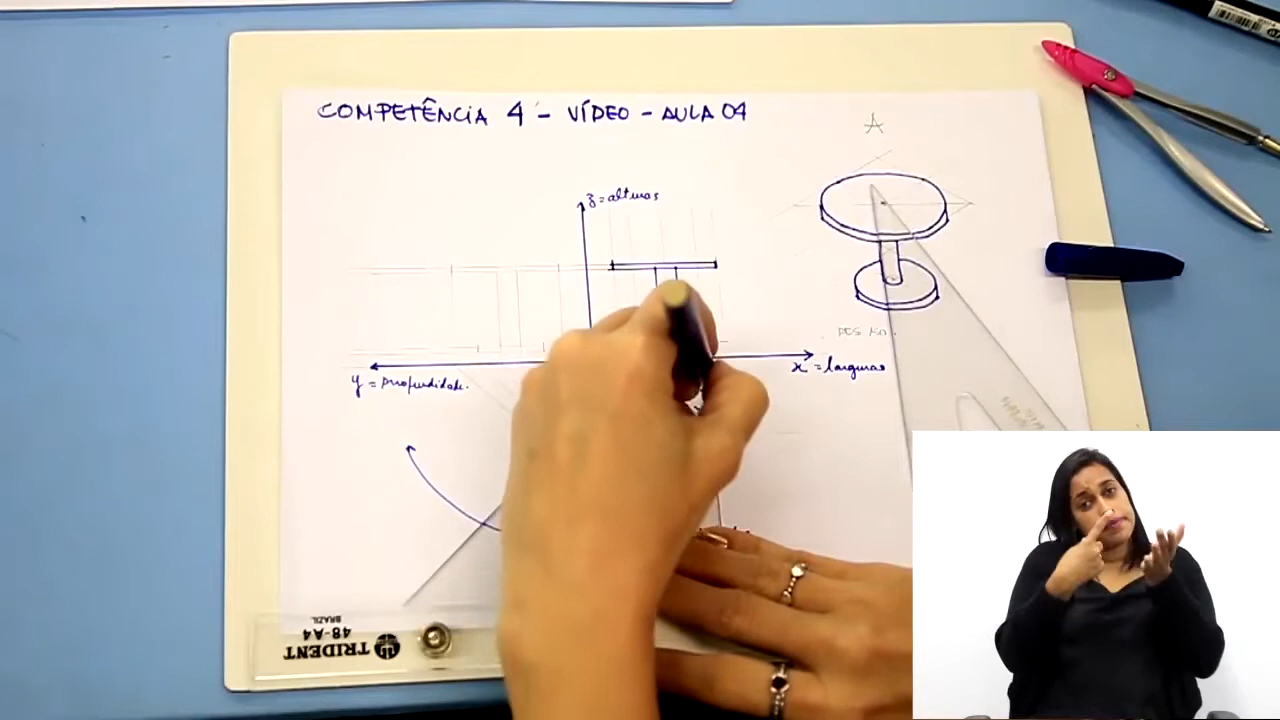 COMPETÊNCIA 4 - VÍDEO - AULA 04
A
z = alturas
x = larguras
y = profundidade.
48-A4
BRAZIL
TRIDENT